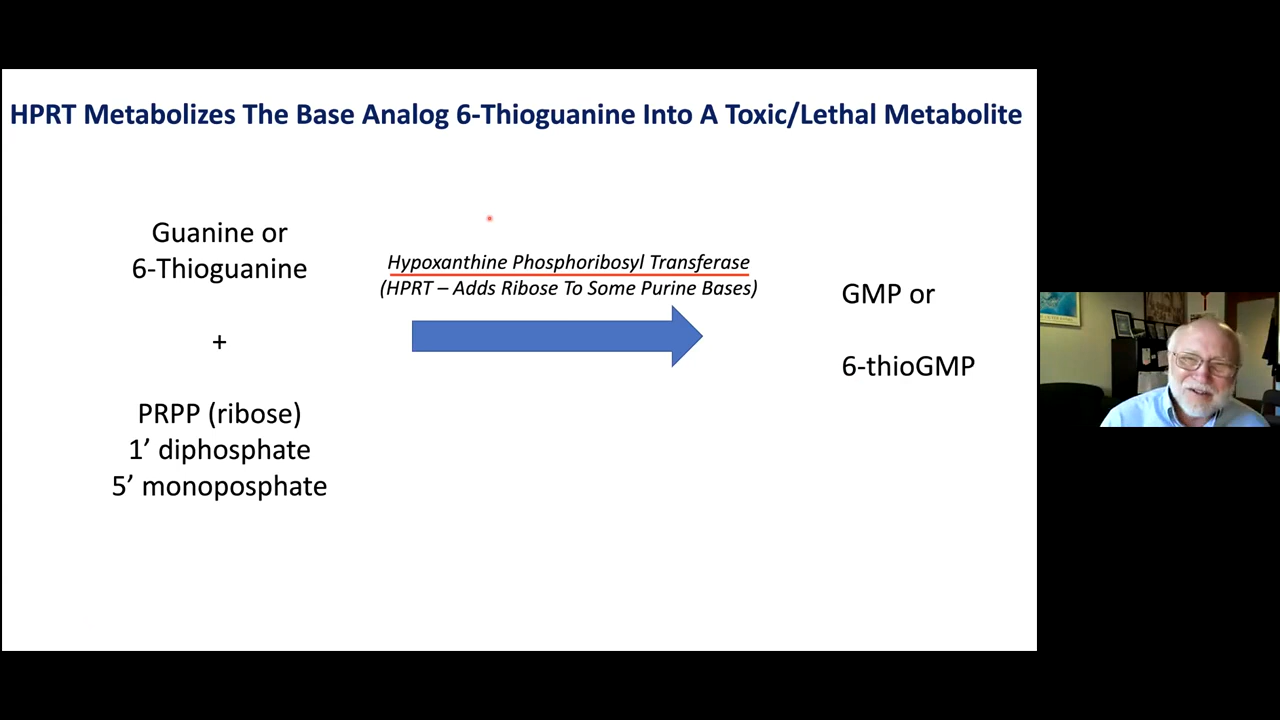 HPRT Metabolizes The Base Analog 6-Thioguanine Into A Toxic/Lethal Metabolite
Guanine or
6-Thioguanine
+
PRPP (ribose)
1’ diphosphate
5’ monoposphate
Hypoxanthine Phosphoribosyl Transferase
(HPRT – Adds Ribose To Some Purine Bases)
GMP or
6-thioGMP